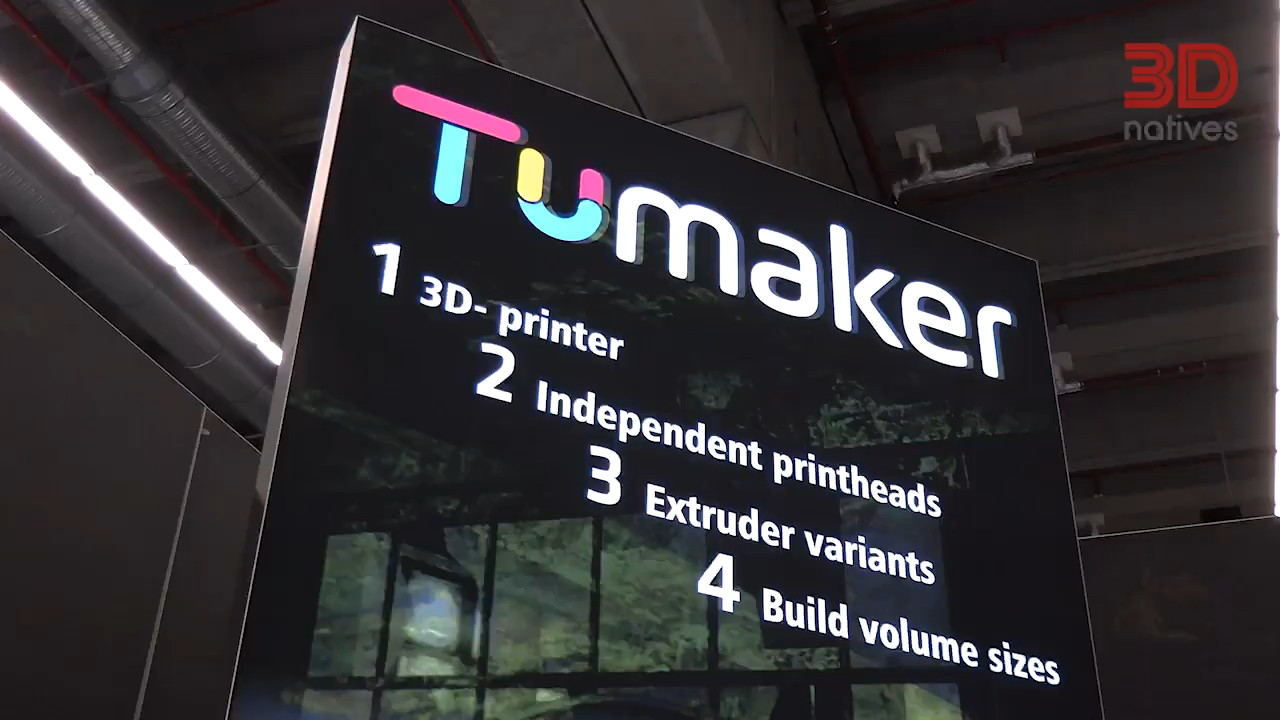 3D
natives
Tumaker
1 3D- printer
2 Independent printheads
3 Extruder variants
4 Build volume sizes